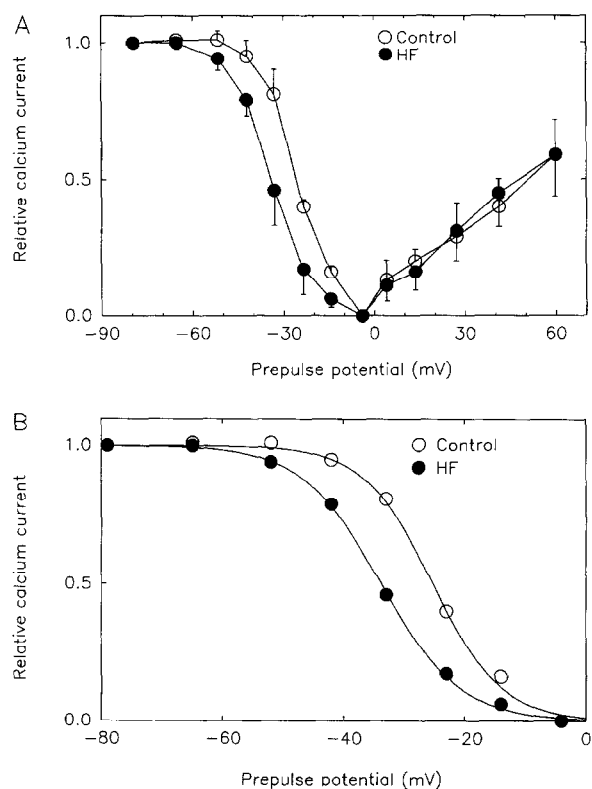 A
Relative calcium current
1.0
0.5
0.0
Control
HF
-90
-60
-30
0
30
60
Prepulse potential (mV)
B
Relative calcium current
1.0
0.5
0.0
Control
HF
-80
-60
-40
-20
0
Prepulse potential (mV)